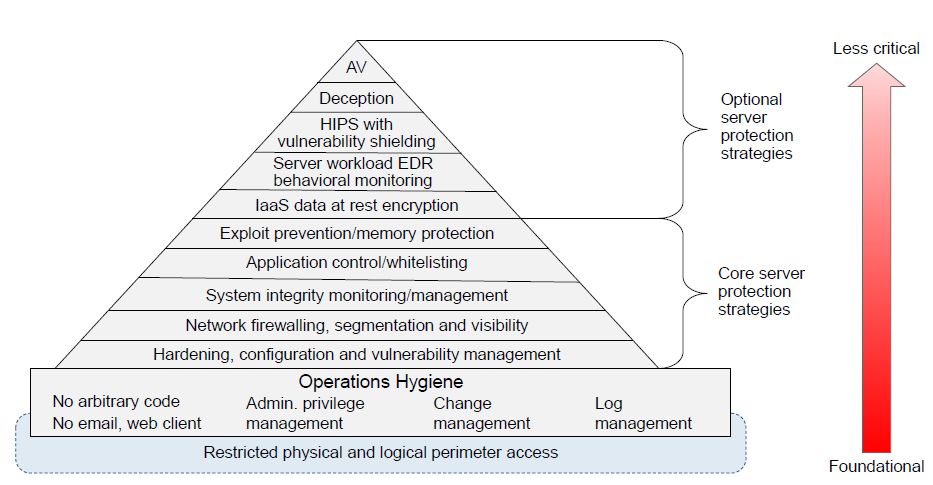 Less critical
AV
Deception
HIPS with
vulnerability shielding
Server workload EDR
behavioral monitoring
IaaS data at rest encryption
Optional
server
protection
strategies
Exploit prevention/memory protection
Application control/whitelisting
System integrity monitoring/management
Network firewalling, segmentation and visibility
Hardening, configuration and vulnerability management
Core server
protection
strategies
Operations Hygiene
No arbitrary code
No email, web client
Admin. privilege
management
Change
management
Log
management
Restricted physical and logical perimeter access
Foundational